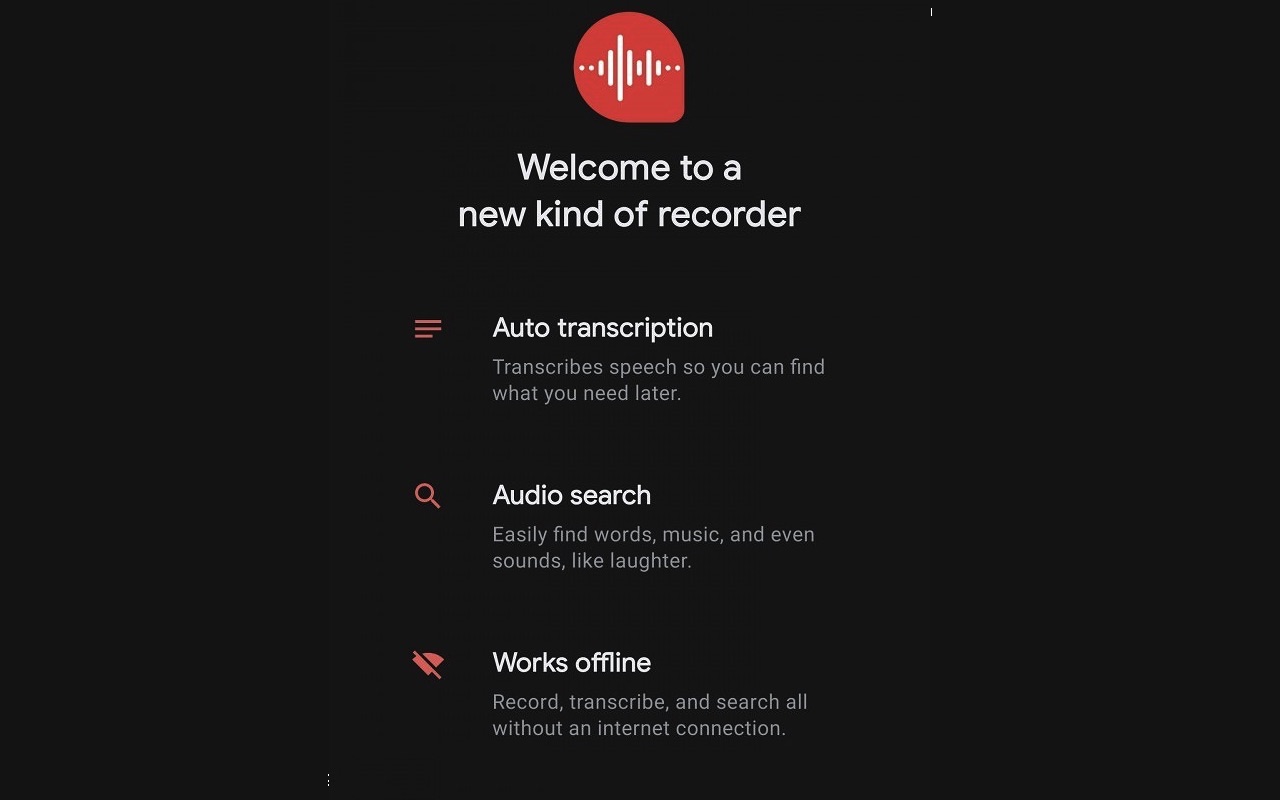 Welcome to a
new kind of recorder
Auto transcription
Transcribes speech so you can find
what you need later.
Audio search
Easily find words, music, and even
sounds, like laughter.
Works offline
Record, transcribe, and search all
without an internet connection.